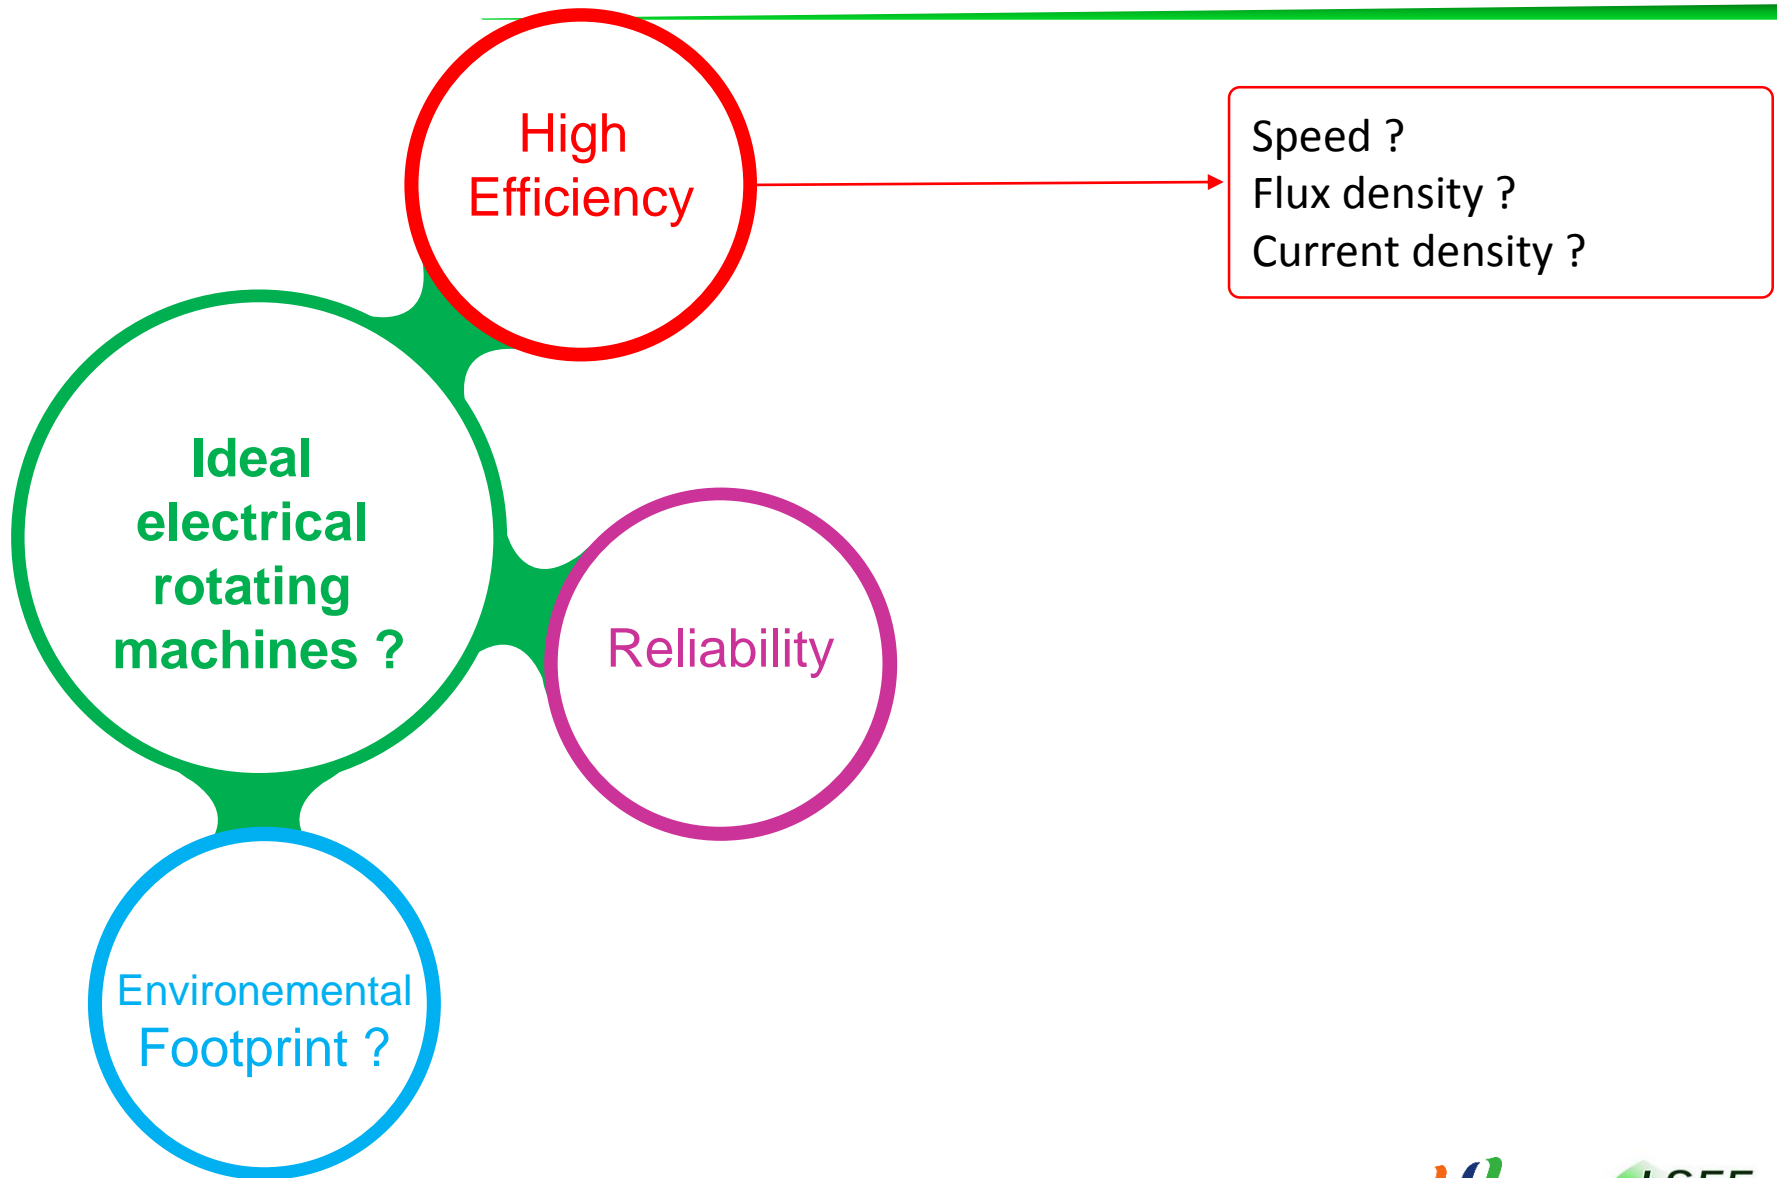 High
Efficiency
Speed ?
Flux density ?
Current density ?
Ideal
electrical
rotating
machines ?
Reliability
Environemental
Footprint ?